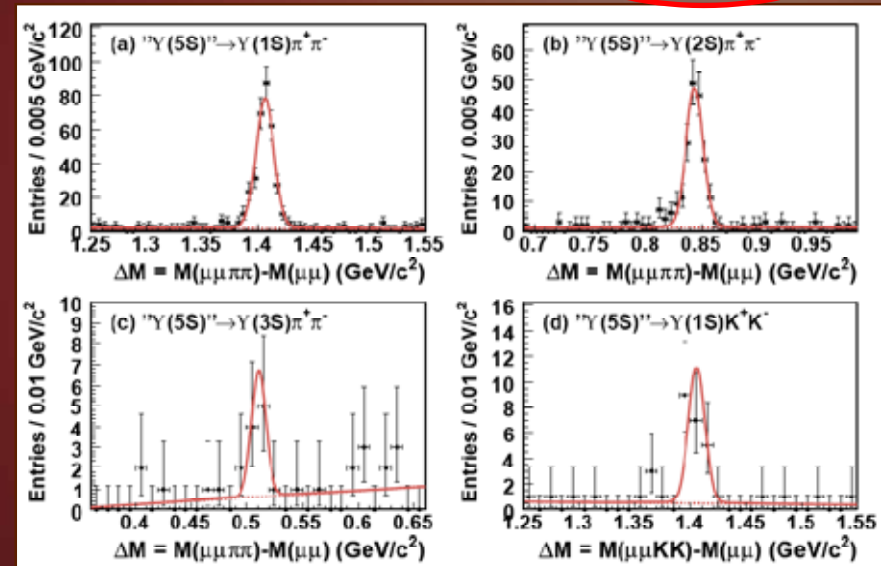 (a) "Υ(5S)"→Υ(1S)π⁺π⁻
Entries / 0.005 GeV/c²
120
100
80
60
40
20
0
1.25 1.3 1.35 1.4 1.45 1.5 1.55
ΔM = M(μμππ)-M(μμ) (GeV/c²)
(b) "Υ(5S)"→Υ(2S)π⁺π⁻
Entries / 0.005 GeV/c²
60
50
40
30
20
10
0
0.7 0.75 0.8 0.85 0.9 0.95
ΔM = M(μμππ)-M(μμ) (GeV/c²)
(c) "Υ(5S)"→Υ(3S)π⁺π⁻
Entries / 0.01 GeV/c²
10
9
8
7
6
5
4
3
2
1
0
0.4 0.45 0.5 0.55 0.6 0.65
ΔM = M(μμππ)-M(μμ) (GeV/c²)
(d) "Υ(5S)"→Υ(1S)K⁺K⁻
Entries / 0.01 GeV/c²
16
14
12
10
8
6
4
2
0
1.25 1.3 1.35 1.4 1.45 1.5 1.55
ΔM = M(μμKK)-M(μμ) (GeV/c²)